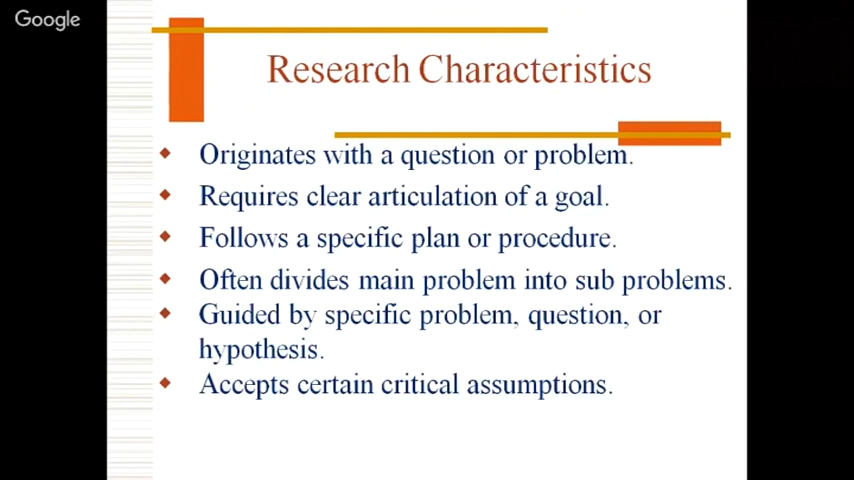 Google
Research Characteristics
Originates with a question or problem.
Requires clear articulation of a goal.
Follows a specific plan or procedure.
Often divides main problem into sub problems.
Guided by specific problem, question, or
hypothesis.
Accepts certain critical assumptions.